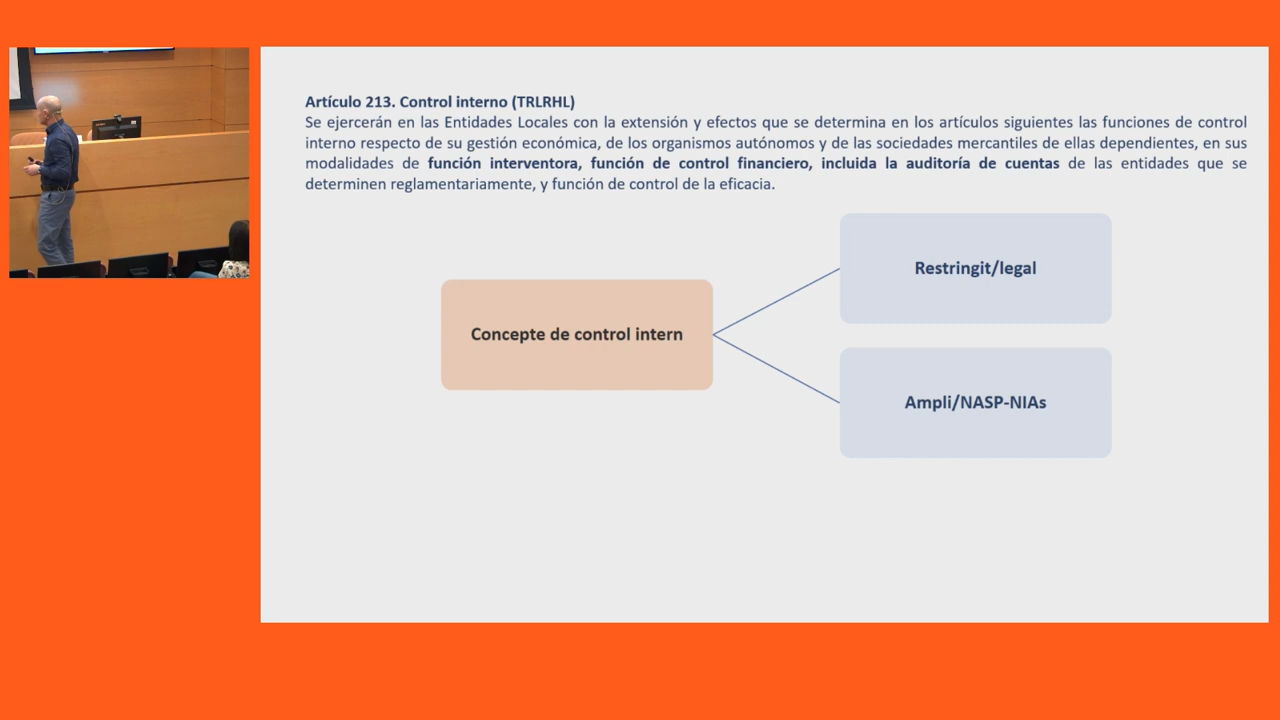 Artículo 213. Control interno (TRLRHL)
Se ejercerán en las Entidades Locales con la extensión y efectos que se determina en los artículos siguientes las funciones de control
interno respecto de su gestión económica, de los organismos autónomos y de las sociedades mercantiles de ellas dependientes, en sus
modalidades de función interventora, función de control financiero, incluida la auditoría de cuentas de las entidades que se
determinen reglamentariamente, y función de control de la eficacia.
Restringit/legal
Concepte de control intern
Ampli/NASP-NIAs